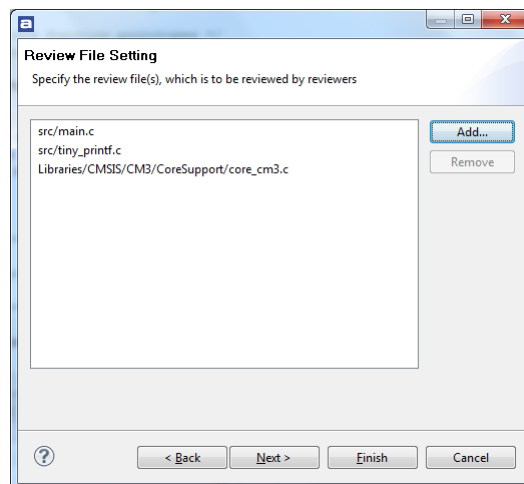 a
Review File Setting
Specify the review file(s), which is to be reviewed by reviewers
src/main.c
src/tiny_printf.c
Libraries/CMSIS/CM3/CoreSupport/core_cm3.c
Add...
Remove
?
< Back
Next >
Finish
Cancel